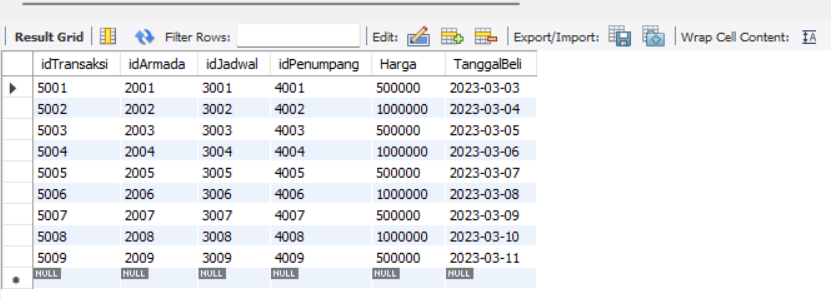 Result Grid Filter Rows: Edit: Export/Import: Wrap Cell Content: IA
idTransaksi idArmada idJadwal idPenumpang Harga TanggalBeli
5001 2001 3001 4001 500000 2023-03-03
5002 2002 3002 4002 1000000 2023-03-04
5003 2003 3003 4003 500000 2023-03-05
5004 2004 3004 4004 1000000 2023-03-06
5005 2005 3005 4005 500000 2023-03-07
5006 2006 3006 4006 1000000 2023-03-08
5007 2007 3007 4007 500000 2023-03-09
5008 2008 3008 4008 1000000 2023-03-10
5009 2009 3009 4009 500000 2023-03-11
NULL NULL NULL NULL NULL NULL